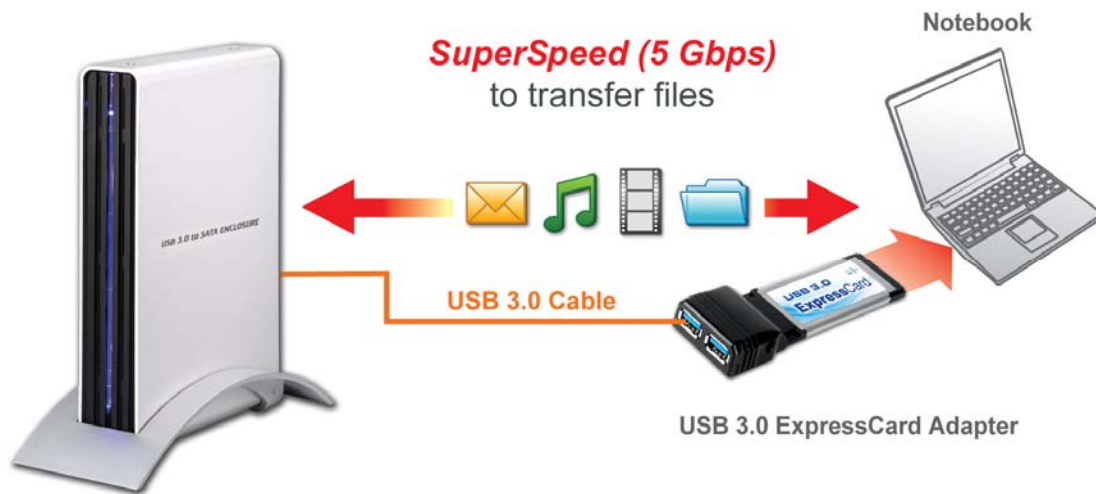 Notebook
SuperSpeed (5 Gbps)
to transfer files
USB 3.0 to SATA ENCLOSURE
USB 3.0 Cable
USB 3.0
ExpressCard
USB 3.0 ExpressCard Adapter